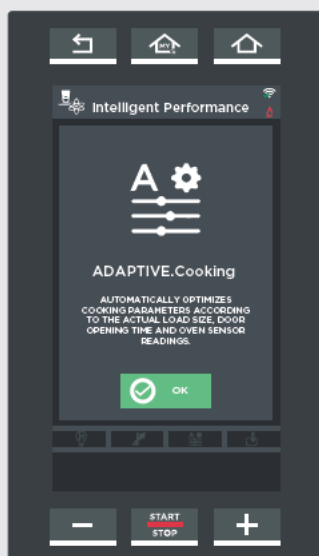 MY
Intelligent Performance
A
ADAPTIVE.Cooking
AUTOMATICALLY OPTIMIZES
COOKING PARAMETERS ACCORDING
TO THE ACTUAL LOAD SIZE, DOOR
OPENING TIME AND OVEN SENSOR
READINGS.
OK
START
STOP